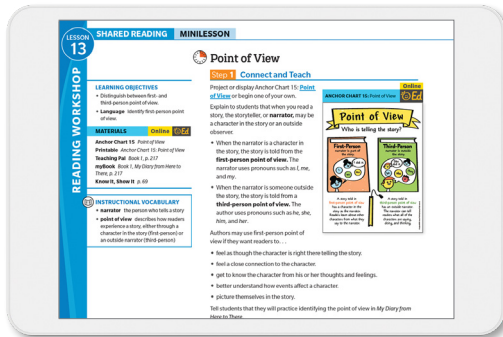 LESSON
13
SHARED READING
MINILESSON
READING WORKSHOP
Point of View
Step 1 Connect and Teach
LEARNING OBJECTIVES
• Distinguish between first- and
third-person point of view.
• Language Identify first-person point
of view.
MATERIALS Online Ed
Anchor Chart 15 Point of View
Printable Anchor Chart 15: Point of View
Teaching Pal Book 1, p. 217
myBook Book 1, My Diary from Here to
There, p. 217
Know It, Show It p. 69
INSTRUCTIONAL VOCABULARY
• narrator the person who tells a story
• point of view describes how readers
experience a story, either through a
character in the story (first-person) or
an outside narrator (third-person)
Project or display Anchor Chart 15: Point
of View or begin one of your own.
Explain to students that when you read a
story, the storyteller, or narrator, may be
a character in the story or an outside
observer.
• When the narrator is a character in
the story, the story is told from the
first-person point of view. The
narrator uses pronouns such as I, me,
and my.
• When the narrator is someone outside
the story, the story is told from a
third-person point of view. The
author uses pronouns such as he, she,
him, and her.
Authors may use first-person point of
view if they want readers to . . .
• feel as though the character is right there telling the story.
• feel a close connection to the character.
• get to know the character from his or her thoughts and feelings.
• better understand how events affect a character.
• picture themselves in the story.
Tell students that they will practice identifying the point of view in My Diary from
Here to There.
Online
Ed
ANCHOR CHART 15: Point of View
Point of View
Who is telling the story?
First-Person
Third-Person